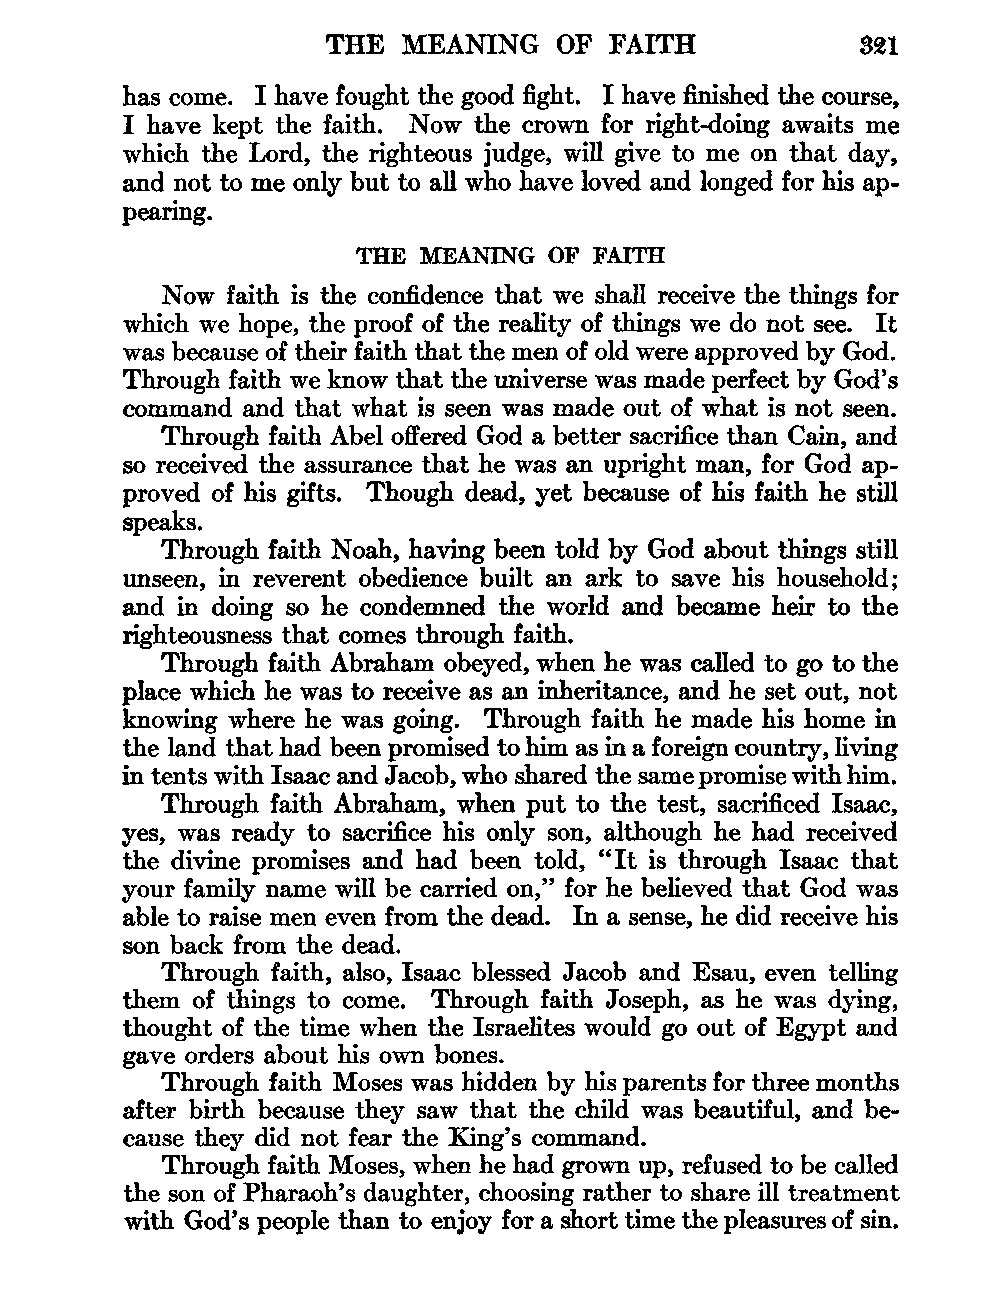 THE MEANING OF FAITH 321
has come. I have fought the good fight. I have finished the course,
I have kept the faith. Now the crown for right-doing awaits me
which the Lord, the righteous judge, will give to me on that day,
and not to me only but to all who have loved and longed for his ap-
pearing.
THE MEANING OF FAITH
Now faith is the confidence that we shall receive the things for
which we hope, the proof of the reality of things we do not see. It
was because of their faith that the men of old were approved by God.
Through faith we know that the universe was made perfect by God's
command and that what is seen was made out of what is not seen.
Through faith Abel offered God a better sacrifice than Cain, and
so received the assurance that he was an upright man, for God ap-
proved of his gifts. Though dead, yet because of his faith he still
speaks.
Through faith Noah, having been told by God about things still
unseen, in reverent obedience built an ark to save his household;
and in doing so he condemned the world and became heir to the
righteousness that comes through faith.
Through faith Abraham obeyed, when he was called to go to the
place which he was to receive as an inheritance, and he set out, not
knowing where he was going. Through faith he made his home in
the land that had been promised to him as in a foreign country, living
in tents with Isaac and Jacob, who shared the same promise with him.
Through faith Abraham, when put to the test, sacrificed Isaac,
yes, was ready to sacrifice his only son, although he had received
the divine promises and had been told, "It is through Isaac that
your family name will be carried on," for he believed that God was
able to raise men even from the dead. In a sense, he did receive his
son back from the dead.
Through faith, also, Isaac blessed Jacob and Esau, even telling
them of things to come. Through faith Joseph, as he was dying,
thought of the time when the Israelites would go out of Egypt and
gave orders about his own bones.
Through faith Moses was hidden by his parents for three months
after birth because they saw that the child was beautiful, and be-
cause they did not fear the King's command.
Through faith Moses, when he had grown up, refused to be called
the son of Pharaoh's daughter, choosing rather to share ill treatment
with God's people than to enjoy for a short time the pleasures of sin.